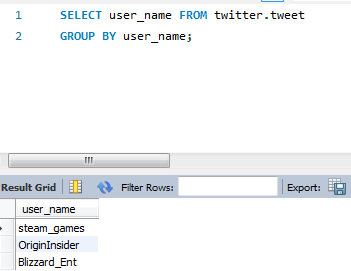 1 SELECT user_name FROM twitter.tweet
2 GROUP BY user_name;
Result Grid Filter Rows: Export:
user_name
steam_games
OriginInsider
Blizzard_Ent